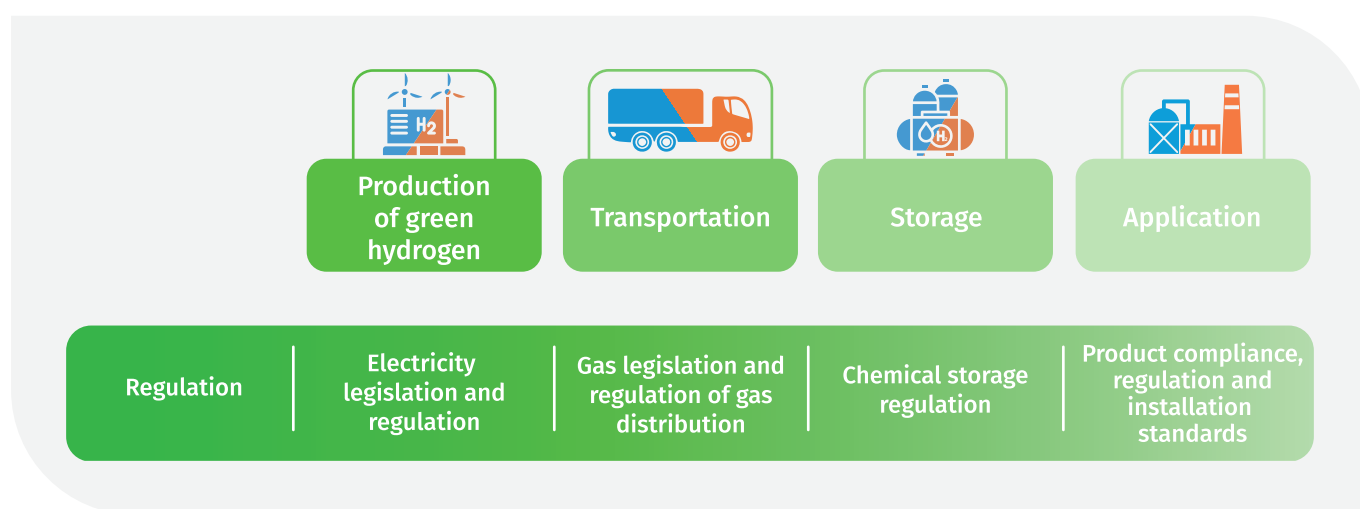 H2
H2
Production
of green
hydrogen
Transportation
Storage
Application
Regulation
Electricity
legislation and
regulation
Gas legislation and
regulation of gas
distribution
Chemical storage
regulation
Product compliance,
regulation and
installation
standards